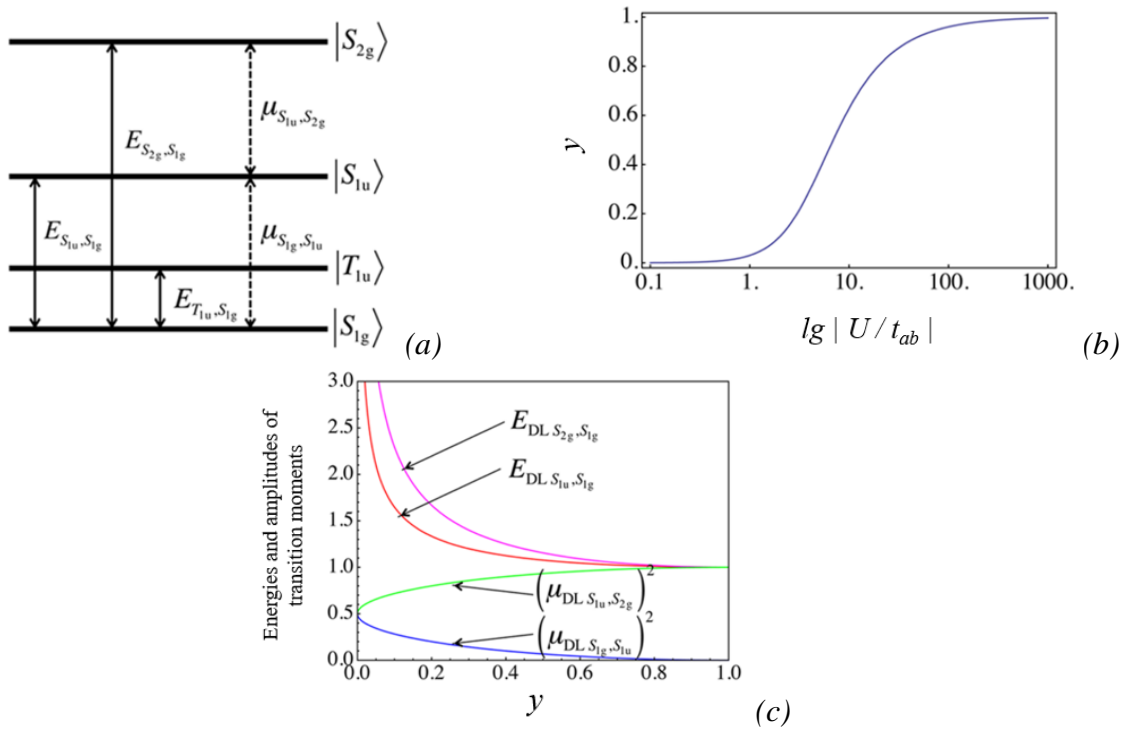 |S₂g⟩
μS₁u,S₂g
ES₂g,S₁g
|S₁u⟩
ES₁u,S₁g
μS₁g,S₁u
|T₁u⟩
ET₁u,S₁g
|S₁g⟩
(a)
y
1.
0.8
0.6
0.4
0.2
0.
0.1 1. 10. 100. 1000.
lg | U / tab |
(b)
Energies and amplitudes of
transition moments
3.0
2.5
2.0
1.5
1.0
0.5
0.0
EDL S₂g,S₁g
EDL S₁u,S₁g
(μDL S₁u,S₂g)²
(μDL S₁g,S₁u)²
0.0 0.2 0.4 0.6 0.8 1.0
y
(c)